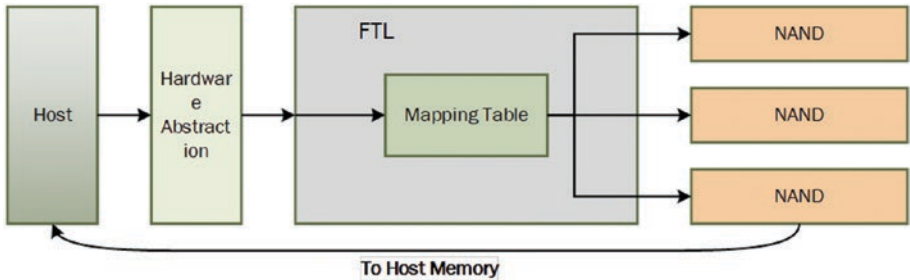 FTL
NAND
Host
Hardwar
e
Abstract
ion
Mapping Table
NAND
NAND
To Host Memory